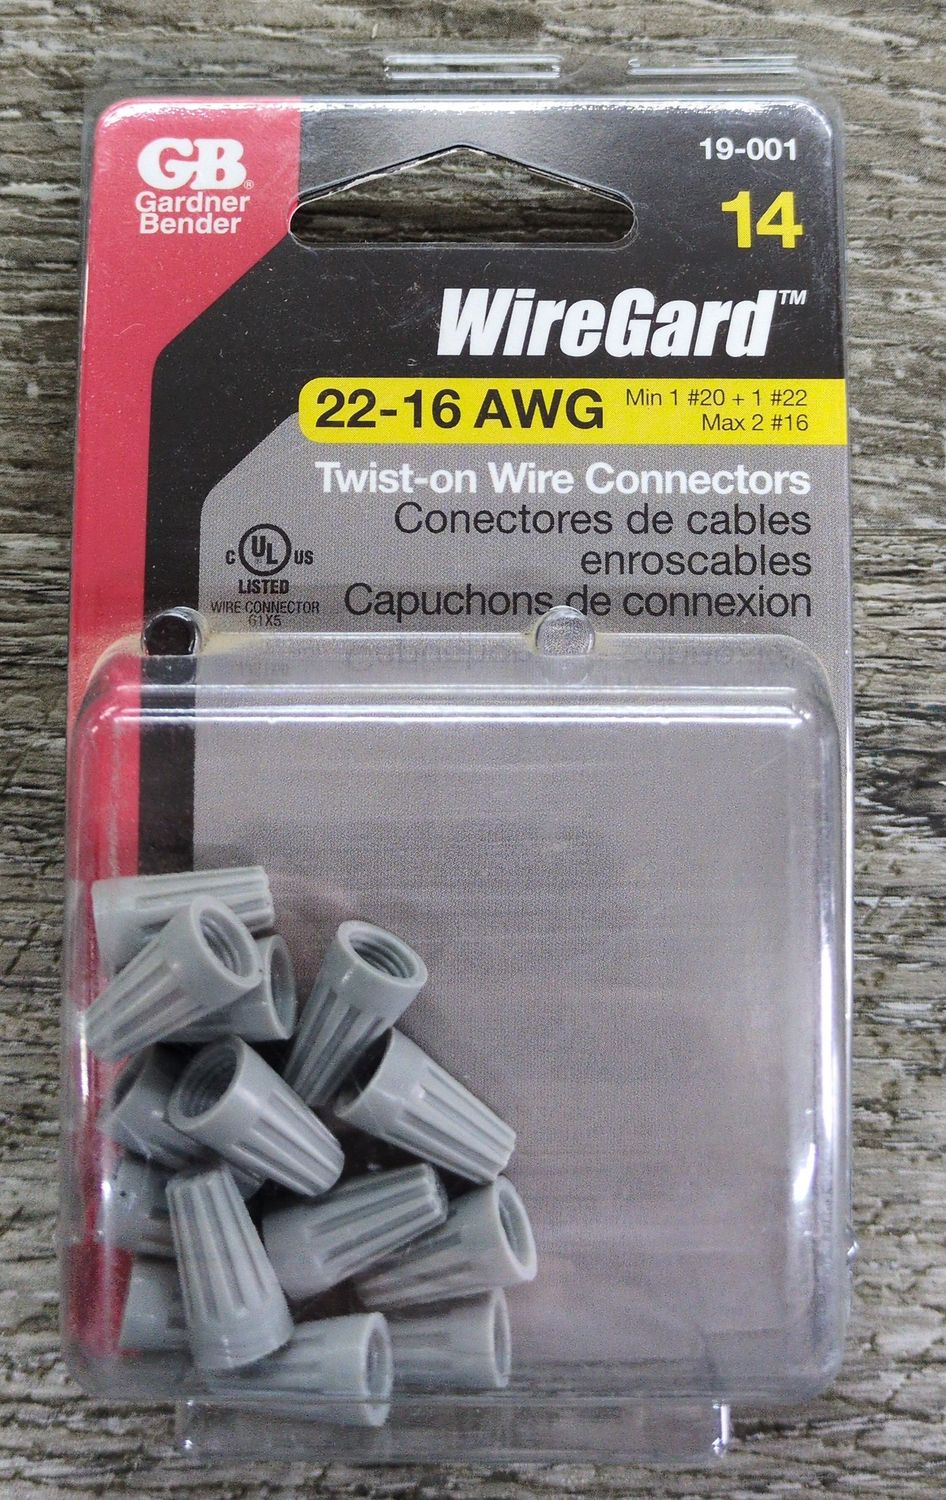 GB®
Gardner
Bender
19-001
14
WireGard™
22-16 AWG
Min 1 #20 + 1 #22
Max 2 #16
Twist-on Wire Connectors
Conectores de cables
enroscables
Capuchons de connexion
C UL US
LISTED
WIRE CONNECTOR
61X5